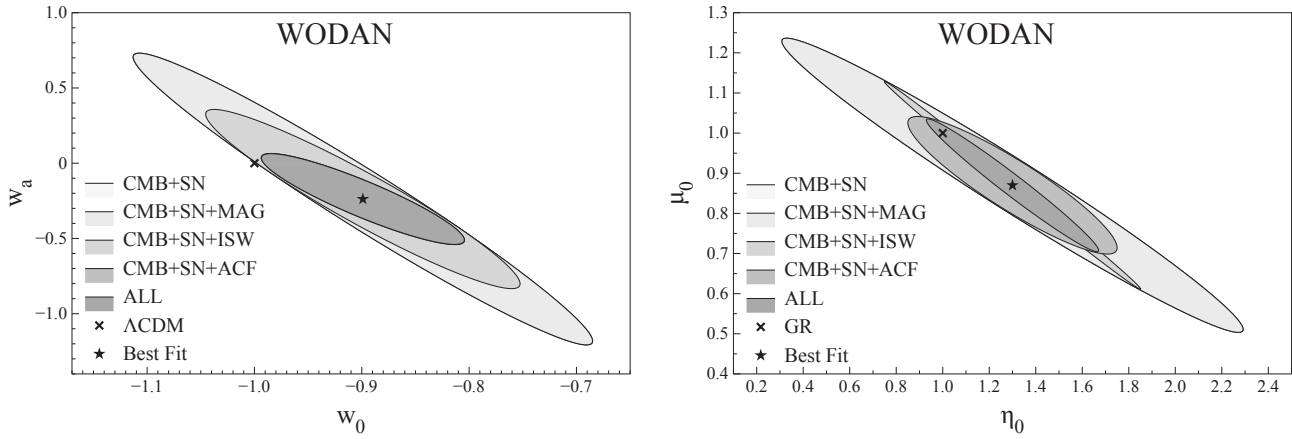 WODAN
1.0
0.5
0
−0.5
−1.0
w_a
CMB+SN
CMB+SN+MAG
CMB+SN+ISW
CMB+SN+ACF
ALL
ΛCDM
Best Fit
−1.1
−1.0
−0.9
−0.8
−0.7
w_0
WODAN
1.3
1.2
1.1
1.0
0.9
0.8
0.7
0.6
0.5
0.4
μ_0
CMB+SN
CMB+SN+MAG
CMB+SN+ISW
CMB+SN+ACF
ALL
GR
Best Fit
0.2
0.4
0.6
0.8
1.0
1.2
1.4
1.6
1.8
2.0
2.2
2.4
η_0